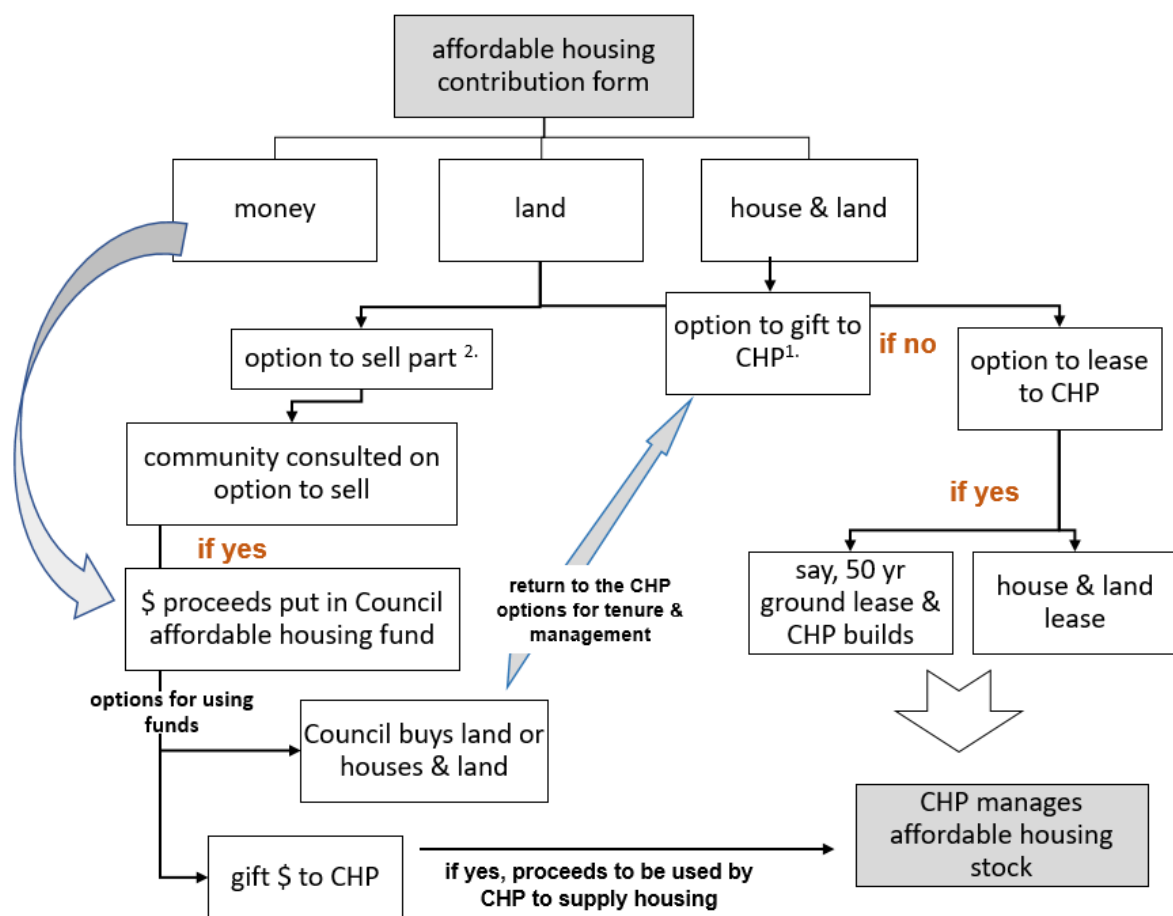 affordable housing
contribution form
money
land
house & land
option to sell part 2.
option to gift to
CHP1.
if no
option to lease
to CHP
community consulted on
option to sell
if yes
if yes
$ proceeds put in Council
affordable housing fund
return to the CHP
options for tenure &
management
say, 50 yr
ground lease &
CHP builds
house & land
lease
options for using
funds
Council buys land or
houses & land
CHP manages
affordable housing
stock
gift $ to CHP
if yes, proceeds to be used by
CHP to supply housing